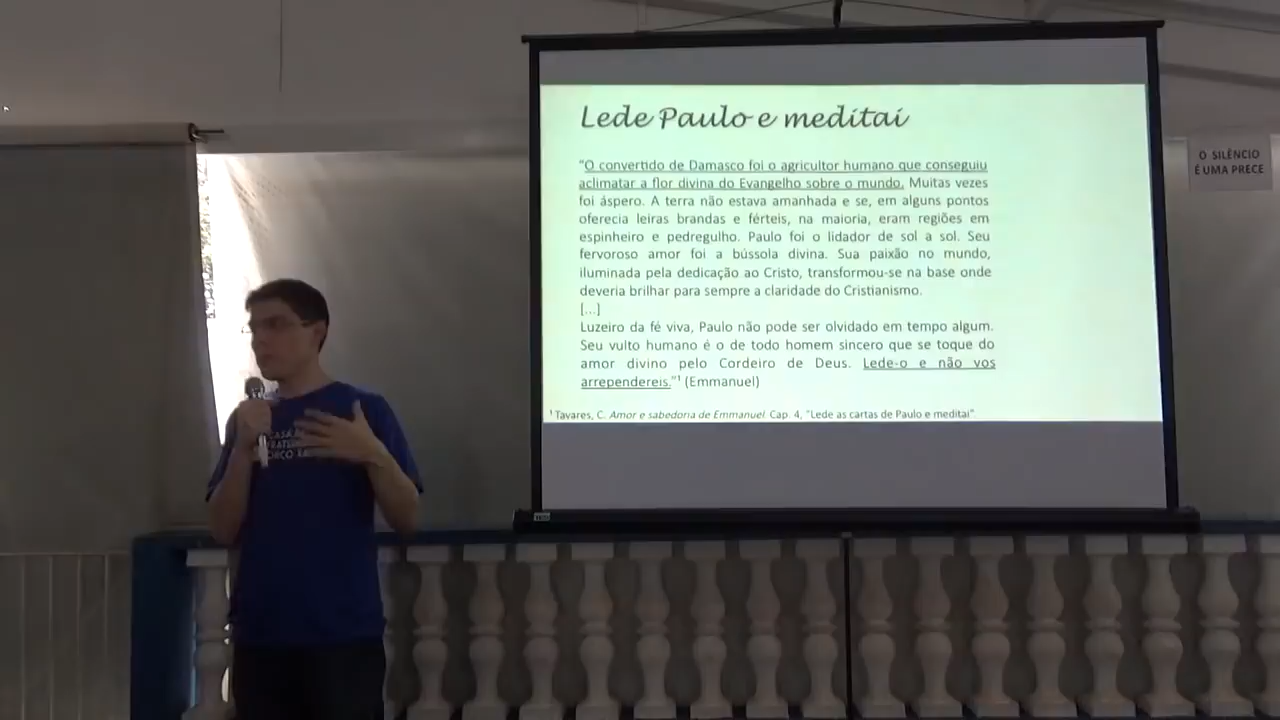 Lede Paulo e meditai
"O convertido de Damasco foi o agricultor humano que conseguiu
aclimatar a flor divina do Evangelho sobre o mundo. Muitas vezes
foi áspero. A terra não estava amanhada e se, em alguns pontos
oferecia leiras brandas e férteis, na maioria, eram regiões em
espinheiro e pedregulho. Paulo foi o lidador de sol a sol. Seu
fervoroso amor foi a bússola divina. Sua paixão no mundo,
iluminada pela dedicação ao Cristo, transformou-se na base onde
deveria brilhar para sempre a claridade do Cristianismo.
[...]
Luzeiro da fé viva, Paulo não pode ser olvidado em tempo algum.
Seu vulto humano é o de todo homem sincero que se toque do
amor divino pelo Cordeiro de Deus. Lede-o e não vos
arrependereis."¹ (Emmanuel)
¹ Tavares, C. Amor e sabedoria de Emmanuel. Cap. 4, "Lede as cartas de Paulo e meditai"
O SILÊNCIO
É UMA PRECE
CASA